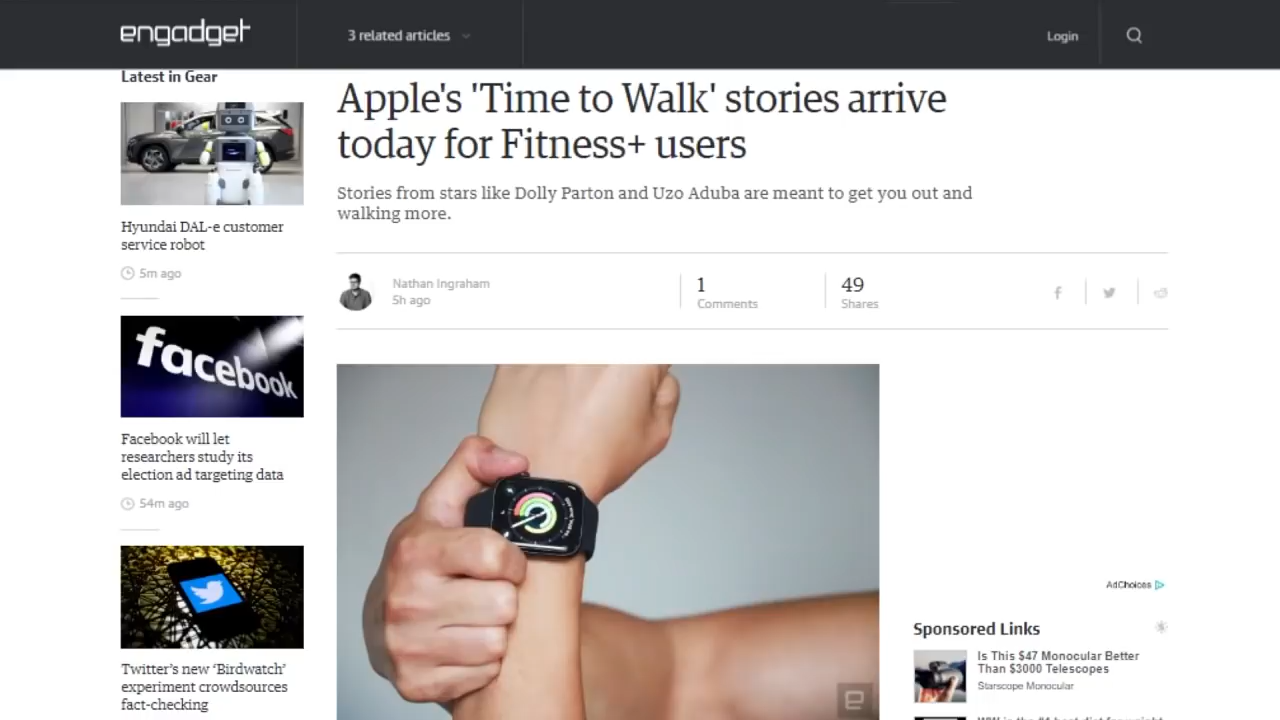 engadget
3 related articles
Login
Latest in Gear
Hyundai DAL-e customer
service robot
5m ago
facebook
Facebook will let
researchers study its
election ad targeting data
54m ago
Twitter's new 'Birdwatch'
experiment crowdsources
fact-checking
Apple's 'Time to Walk' stories arrive
today for Fitness+ users
Stories from stars like Dolly Parton and Uzo Aduba are meant to get you out and
walking more.
Nathan Ingraham
5h ago
1
Comments
49
Shares
AdChoices
Sponsored Links
Is This $47 Monocular Better
Than $3000 Telescopes
Starscope Monocular